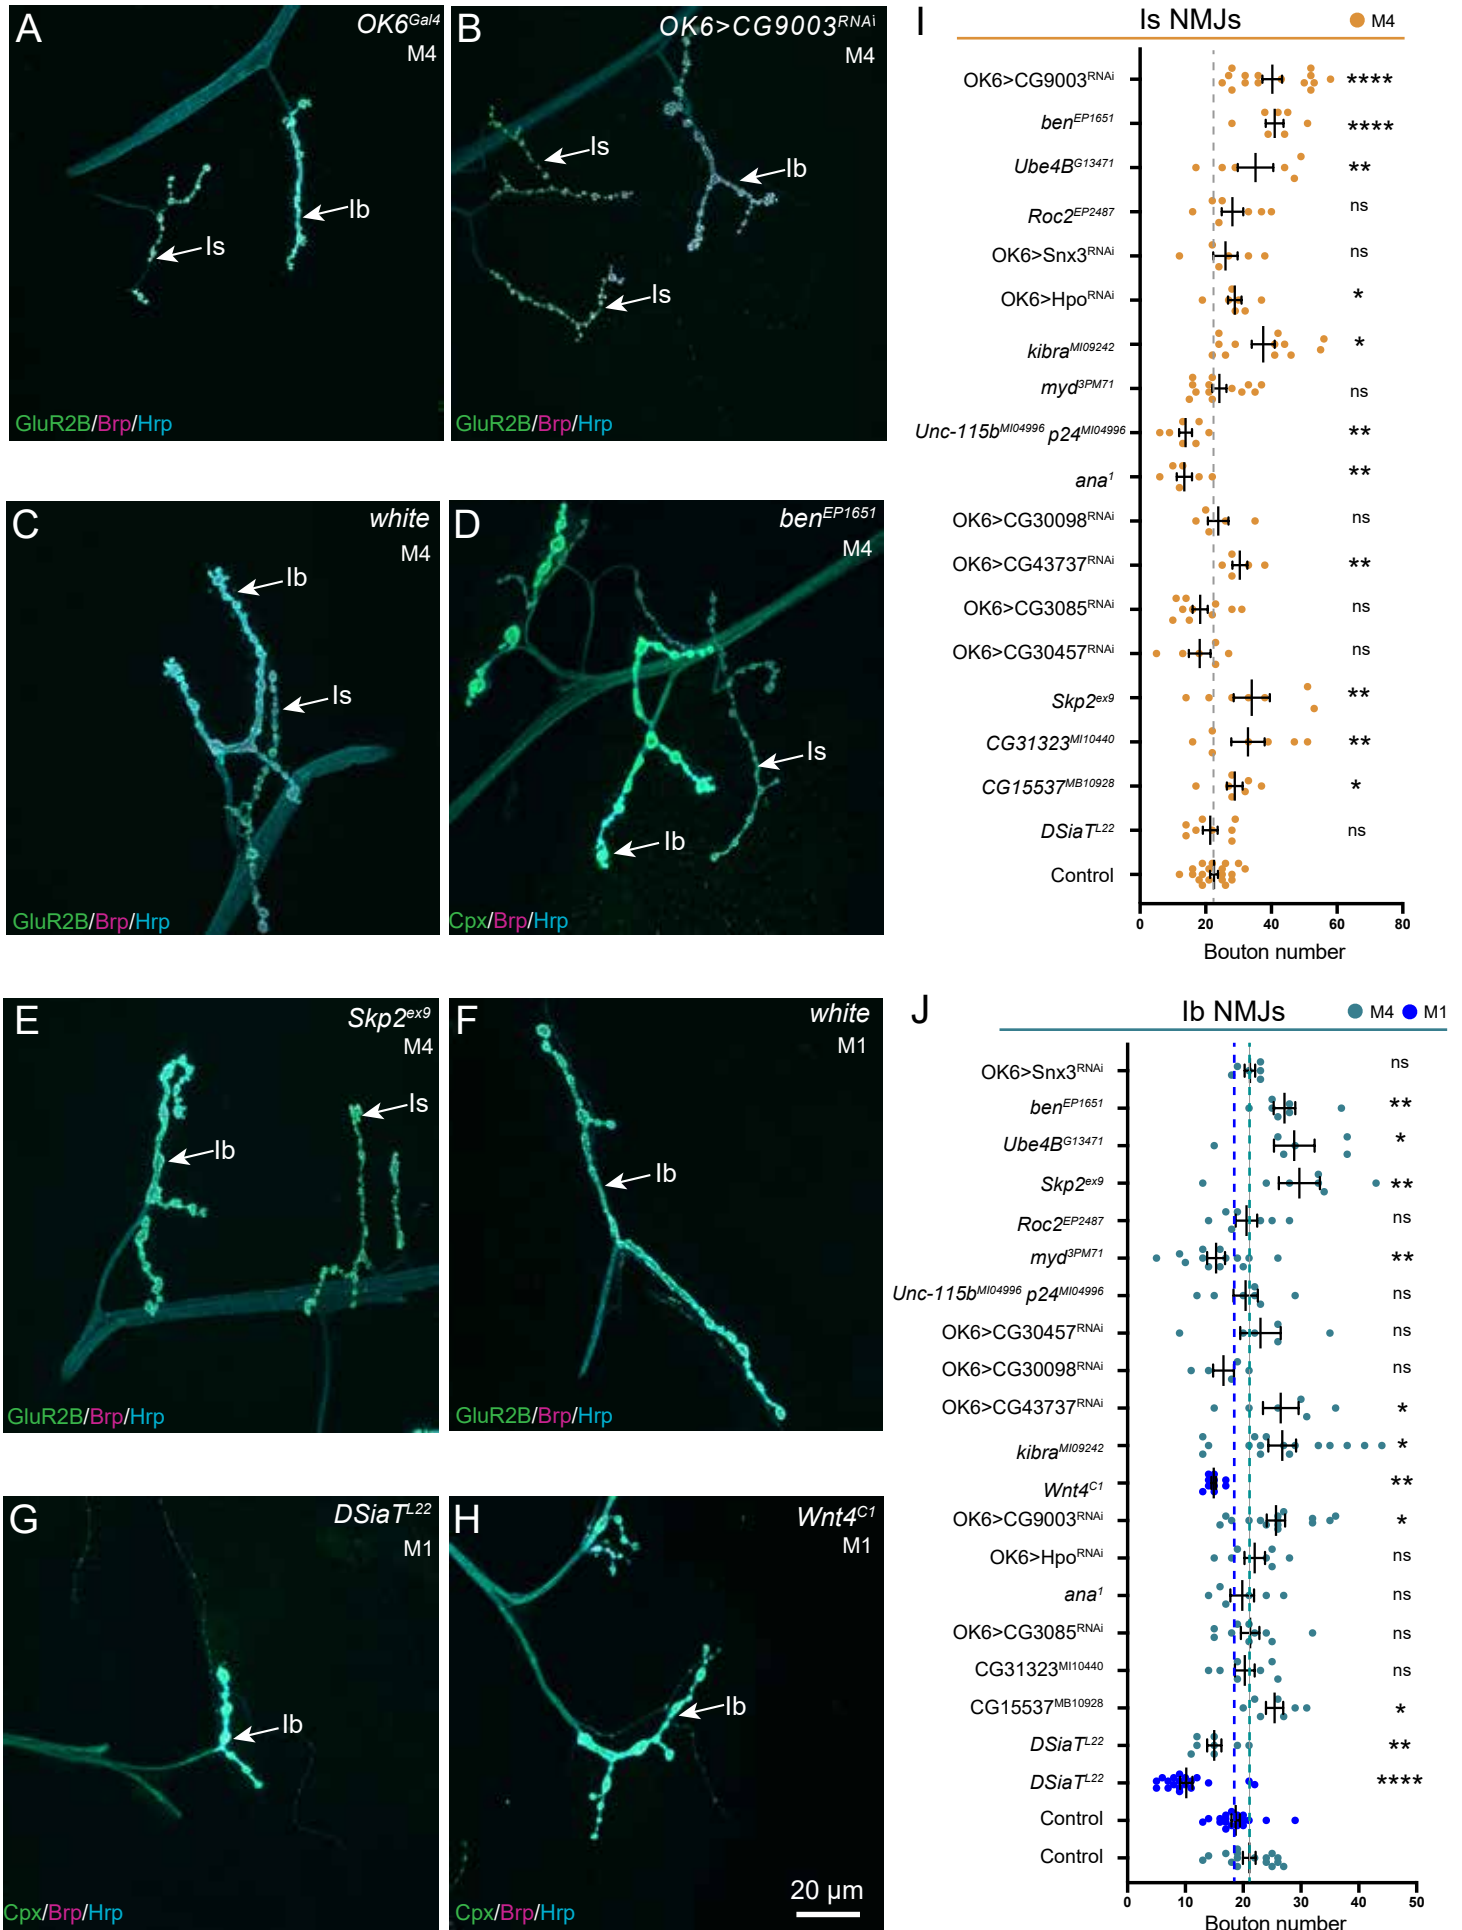 A
OK6Gal4
M4
Ib
Is
GluR2B/Brp/Hrp
B
OK6>CG9003RNAi
M4
Is
Ib
Is
GluR2B/Brp/Hrp
C
white
M4
Ib
Is
GluR2B/Brp/Hrp
D
benEP1651
M4
Is
Ib
Cpx/Brp/Hrp
E
Skp2ex9
M4
Is
Ib
GluR2B/Brp/Hrp
F
white
M1
Ib
GluR2B/Brp/Hrp
G
DSiaTL22
M1
Ib
Cpx/Brp/Hrp
H
Wnt4C1
M1
Ib
20 µm
Cpx/Brp/Hrp
I
Is NMJs
M4
OK6>CG9003RNAi ****
benEP1651 ****
Ube4BG13471 **
Roc2EP2487 ns
OK6>Snx3RNAi ns
OK6>HpoRNAi *
kibraMI09242 *
myd3PM71 ns
Unc-115bMI04996 p24MI04996 **
ana1 **
OK6>CG30098RNAi ns
OK6>CG43737RNAi **
OK6>CG3085RNAi ns
OK6>CG30457RNAi ns
Skp2ex9 **
CG31323MI10440 **
CG15537MB10928 *
DSiaTL22 ns
Control
0 20 40 60 80
Bouton number
J
Ib NMJs
M4 M1
OK6>Snx3RNAi ns
benEP1651 **
Ube4BG13471 *
Skp2ex9 **
Roc2EP2487 ns
myd3PM71 **
Unc-115bMI04996 p24MI04996 ns
OK6>CG30457RNAi ns
OK6>CG30098RNAi ns
OK6>CG43737RNAi *
kibraMI09242 *
Wnt4C1 **
OK6>CG9003RNAi *
OK6>HpoRNAi ns
ana1 ns
OK6>CG3085RNAi ns
CG31323MI10440 ns
CG15537MB10928 *
DSiaTL22 **
DSiaTL22 ****
Control
Control
0 10 20 30 40 50
Bouton number